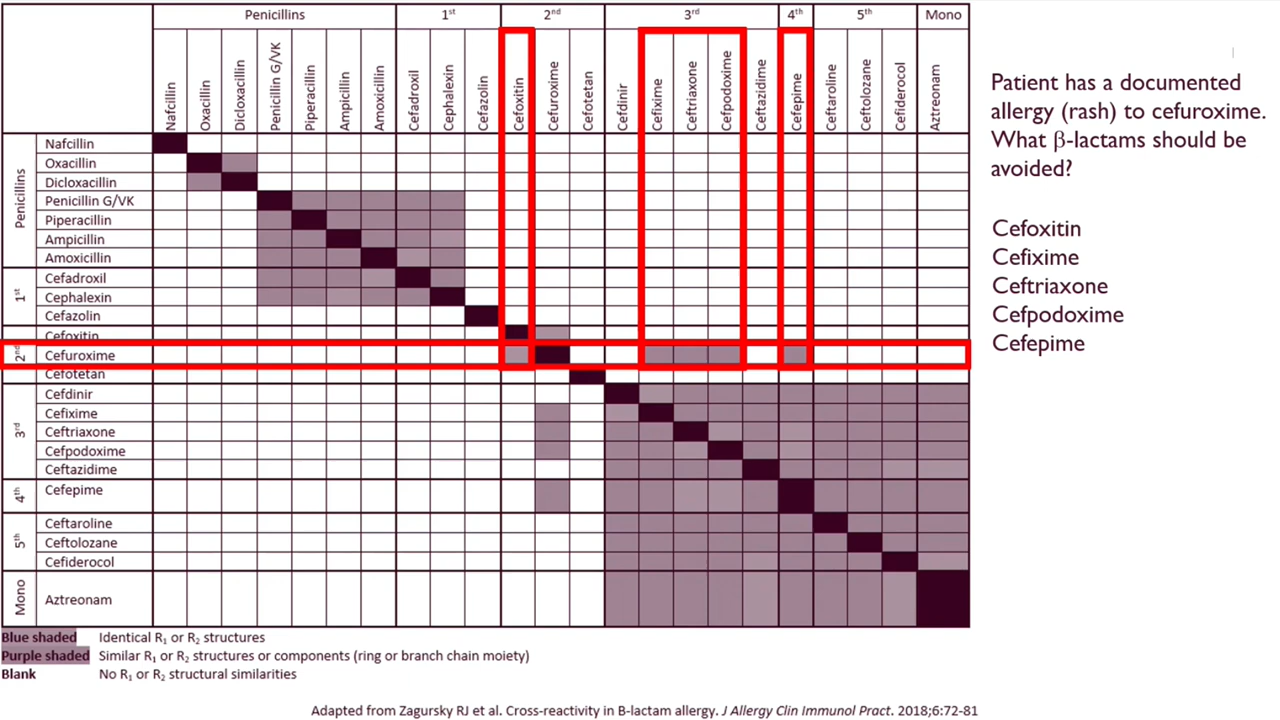 Penicillins 1st 2nd 3rd 4th 5th Mono
Nafcillin Oxacillin Dicloxacillin Penicillin G/VK Piperacillin Ampicillin Amoxicillin Cefadroxil Cephalexin Cefazolin Cefoxitin Cefuroxime Cefotetan Cefdinir Cefixime Ceftriaxone Cefpodoxime Ceftazidime Cefepime Ceftaroline Ceftolozane Cefiderocol Aztreonam
Penicillins
Nafcillin
Oxacillin
Dicloxacillin
Penicillin G/VK
Piperacillin
Ampicillin
Amoxicillin
1st
Cefadroxil
Cephalexin
Cefazolin
2nd
Cefoxitin
Cefuroxime
Cefotetan
3rd
Cefdinir
Cefixime
Ceftriaxone
Cefpodoxime
Ceftazidime
4th
Cefepime
5th
Ceftaroline
Ceftolozane
Cefiderocol
Mono
Aztreonam
Blue shaded Identical R1 or R2 structures
Purple shaded Similar R1 or R2 structures or components (ring or branch chain moiety)
Blank No R1 or R2 structural similarities
Patient has a documented
allergy (rash) to cefuroxime.
What β-lactams should be
avoided?
Cefoxitin
Cefixime
Ceftriaxone
Cefpodoxime
Cefepime
Adapted from Zagursky RJ et al. Cross-reactivity in B-lactam allergy. J Allergy Clin Immunol Pract. 2018;6:72-81